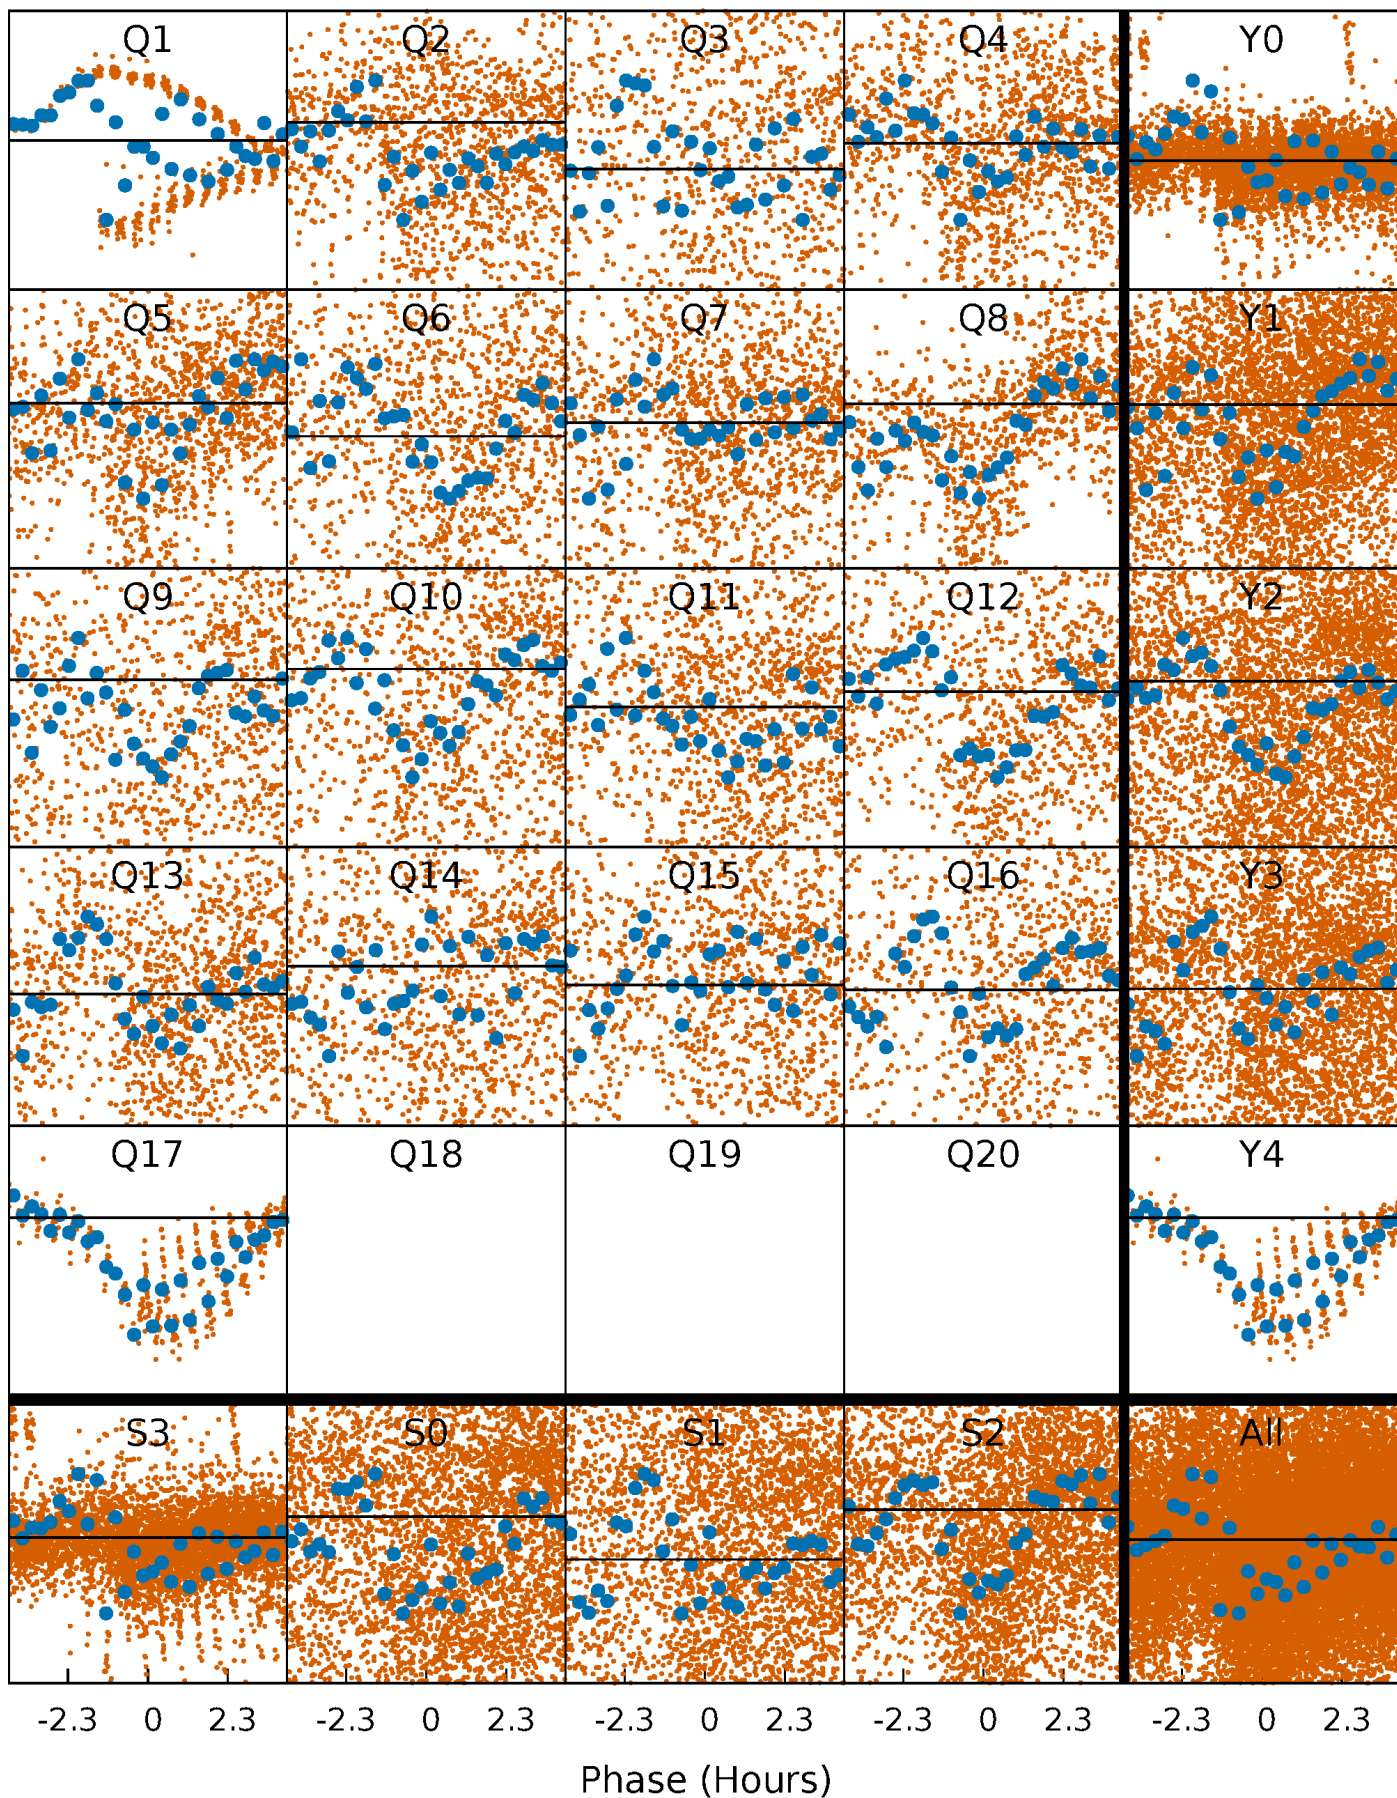 Q1 Q2 Q3 Q4 Y0
Q5 Q6 Q7 Q8 Y1
Q9 Q10 Q11 Q12 Y2
Q13 Q14 Q15 Q16 Y3
Q17 Q18 Q19 Q20 Y4
S3 S0 S1 S2 All
-2.3 0 2.3 -2.3 0 2.3 -2.3 0 2.3 -2.3 0 2.3 -2.3 0 2.3
Phase (Hours)